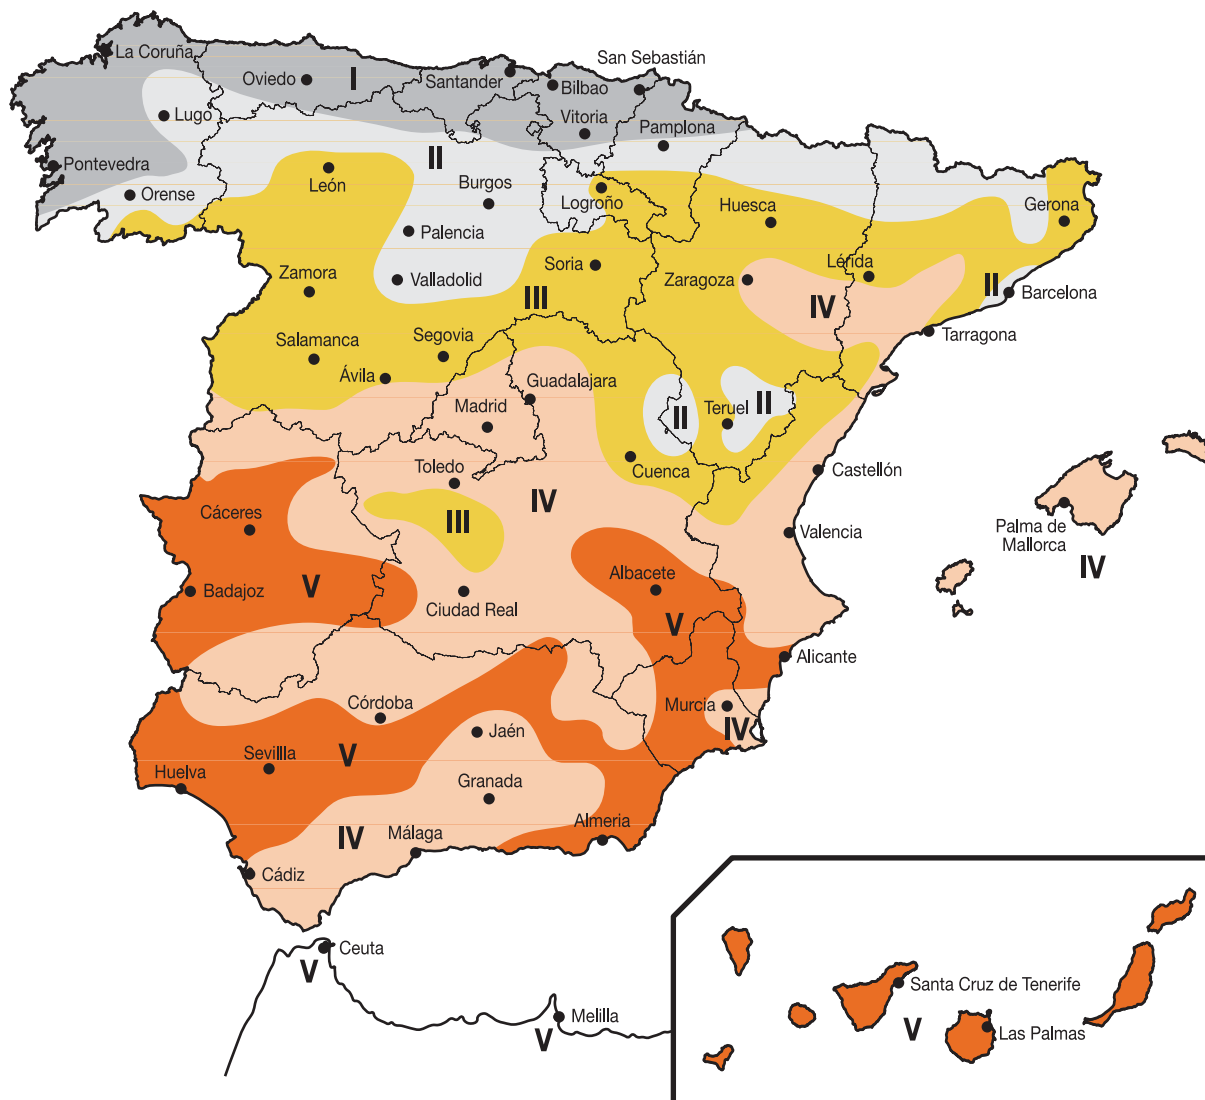 La Coruña
Oviedo
I
Santander
San Sebastián
Bilbao
Lugo
Vitoria
Pamplona
Pontevedra
II
Orense
León
Burgos
Logroño
Huesca
Gerona
Palencia
Zamora
Valladolid
Soria
Zaragoza
Lérida
II
Barcelona
III
IV
Salamanca
Segovia
Tarragona
Ávila
Guadalajara
Madrid
II
Teruel
II
Toledo
Cuenca
Castellón
Cáceres
III
IV
Valencia
Palma de
Mallorca
IV
Badajoz
V
Ciudad Real
Albacete
V
Alicante
Córdoba
Murcia
IV
Jaén
Sevillla
V
Huelva
Granada
Almeria
IV
Málaga
Cádiz
Ceuta
V
Melilla
V
Santa Cruz de Tenerife
V
Las Palmas